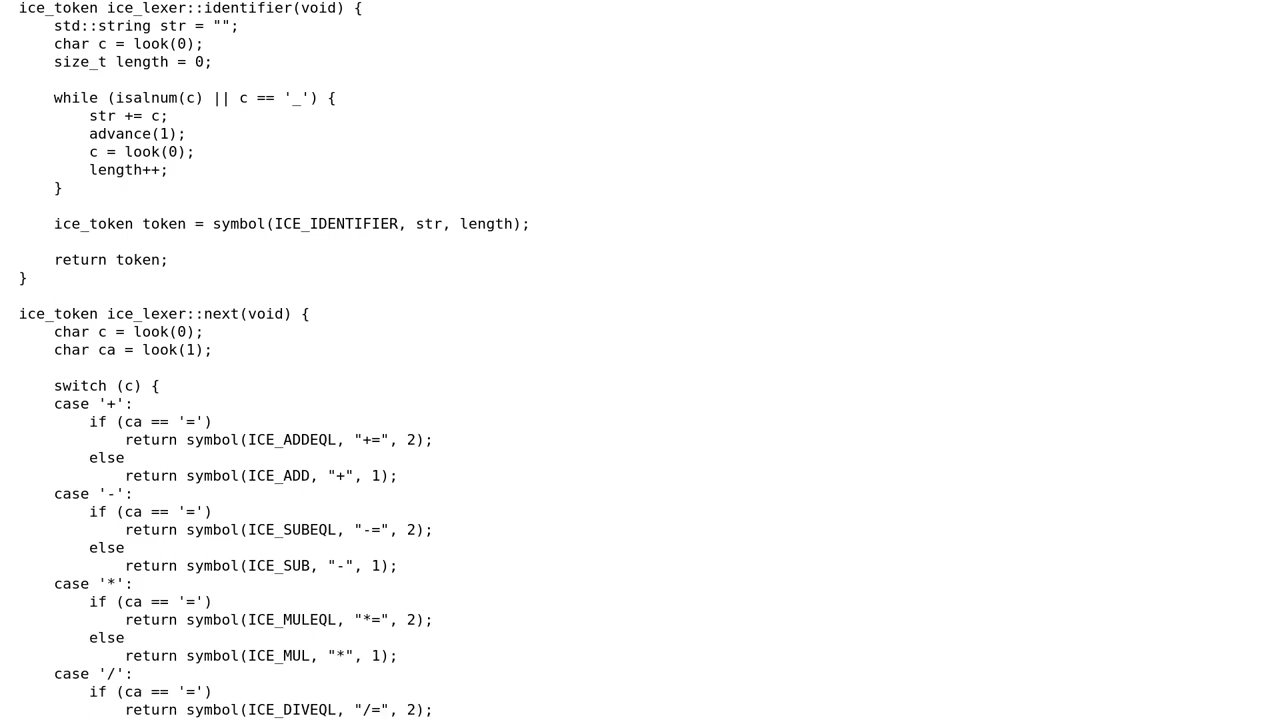 ice_token ice_lexer::identifier(void) {
    std::string str = "";
    char c = look(0);
    size_t length = 0;

    while (isalnum(c) || c == '_') {
        str += c;
        advance(1);
        c = look(0);
        length++;
    }

    ice_token token = symbol(ICE_IDENTIFIER, str, length);

    return token;
}

ice_token ice_lexer::next(void) {
    char c = look(0);
    char ca = look(1);

    switch (c) {
    case '+':
        if (ca == '=')
            return symbol(ICE_ADDEQL, "+=", 2);
        else
            return symbol(ICE_ADD, "+", 1);
    case '-':
        if (ca == '=')
            return symbol(ICE_SUBEQL, "-=", 2);
        else
            return symbol(ICE_SUB, "-", 1);
    case '*':
        if (ca == '=')
            return symbol(ICE_MULEQL, "*=", 2);
        else
            return symbol(ICE_MUL, "*", 1);
    case '/':
        if (ca == '=')
            return symbol(ICE_DIVEQL, "/=", 2);